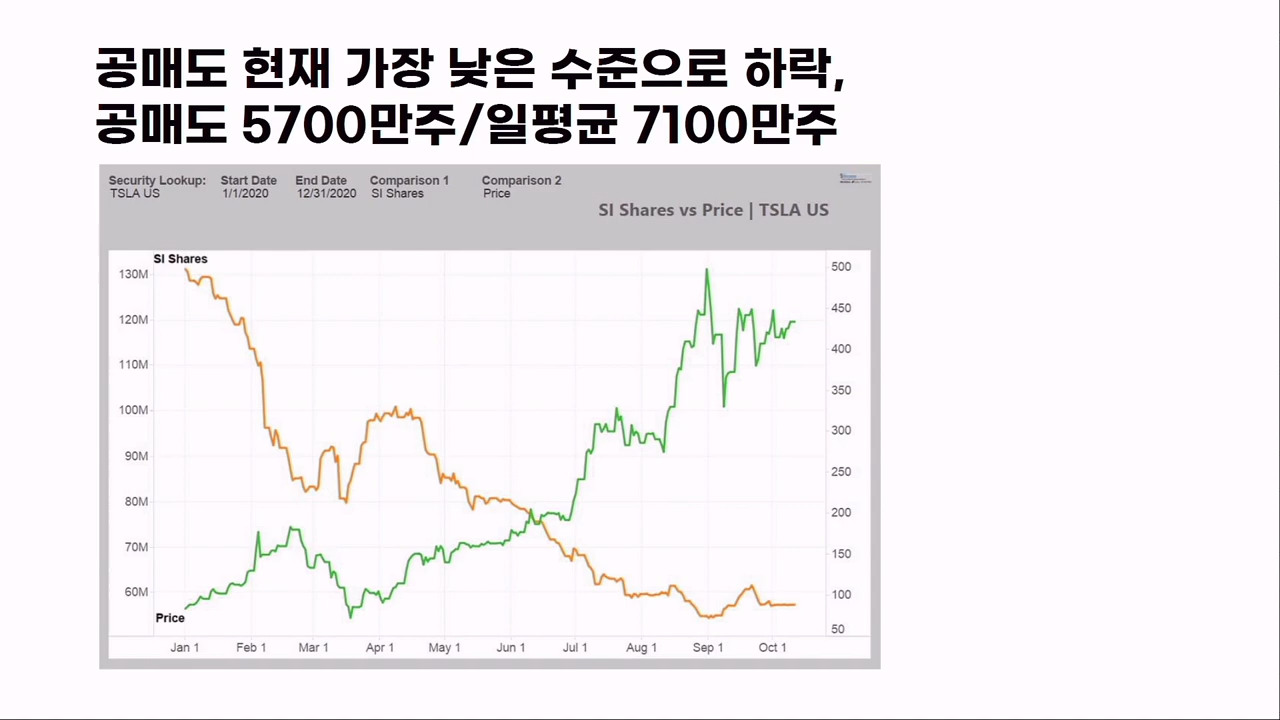 공매도 현재 가장 낮은 수준으로 하락,
공매도 5700만주/일평균 7100만주
Security Lookup: Start Date End Date Comparison 1 Comparison 2
TSLA US 1/1/2020 12/31/2020 SI Shares Price
SI Shares vs Price | TSLA US
SI Shares
130M 500
120M 450
110M 400
100M 350
90M 300
80M 250
70M 200
60M 150
100
Price
50
Jan 1 Feb 1 Mar 1 Apr 1 May 1 Jun 1 Jul 1 Aug 1 Sep 1 Oct 1